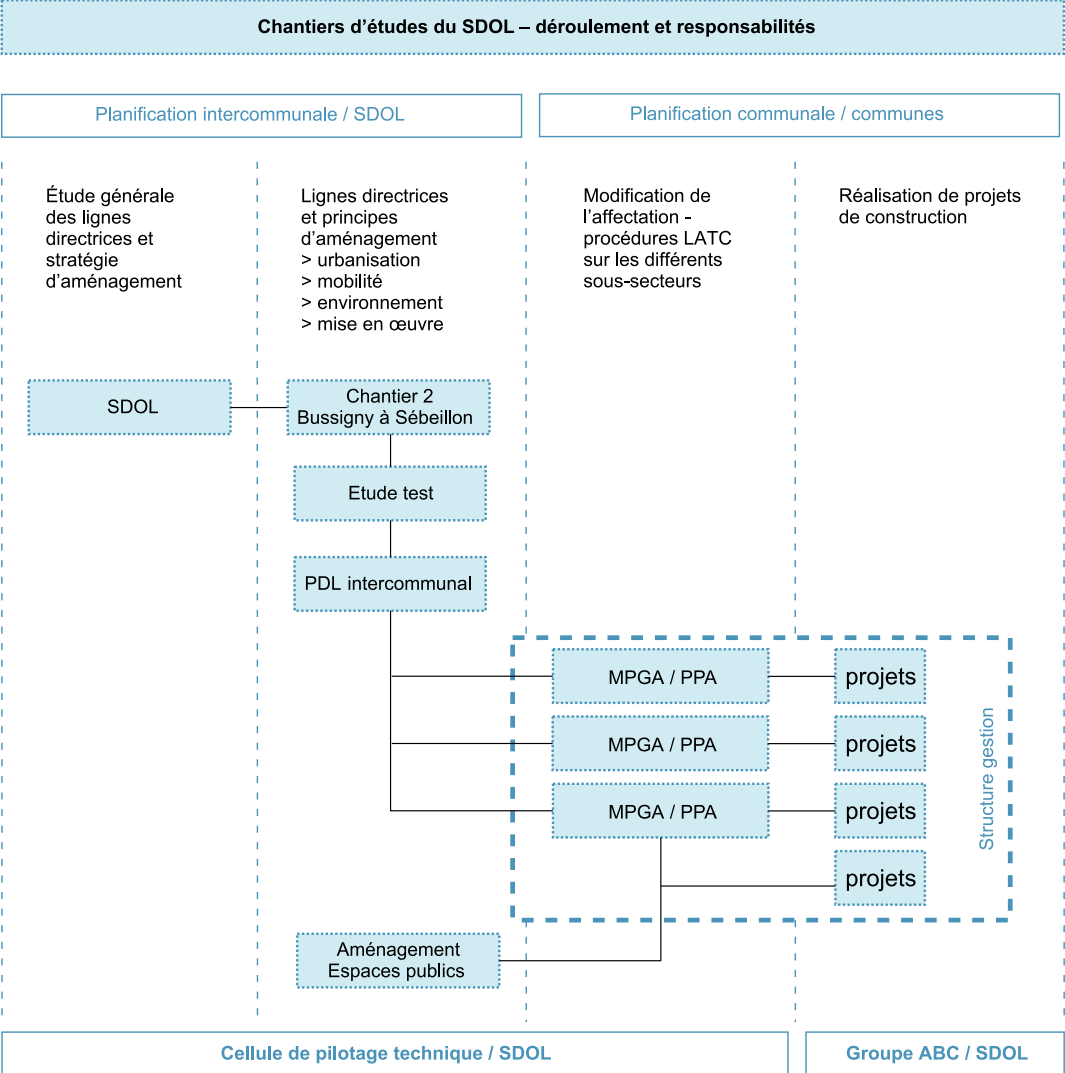 Chantiers d’études du SDOL – déroulement et responsabilités
Planification intercommunale / SDOL
Planification communale / communes
Étude générale
des lignes
directrices et
stratégie
d’aménagement
Lignes directrices
et principes
d’aménagement
> urbanisation
> mobilité
> environnement
> mise en œuvre
Modification de
l’affectation -
procédures LATC
sur les différents
sous-secteurs
Réalisation de projets
de construction
SDOL
Chantier 2
Bussigny à Sébeillon
Etude test
PDL intercommunal
MPGA / PPA
projets
MPGA / PPA
projets
MPGA / PPA
projets
projets
Structure gestion
Aménagement
Espaces publics
Cellule de pilotage technique / SDOL
Groupe ABC / SDOL